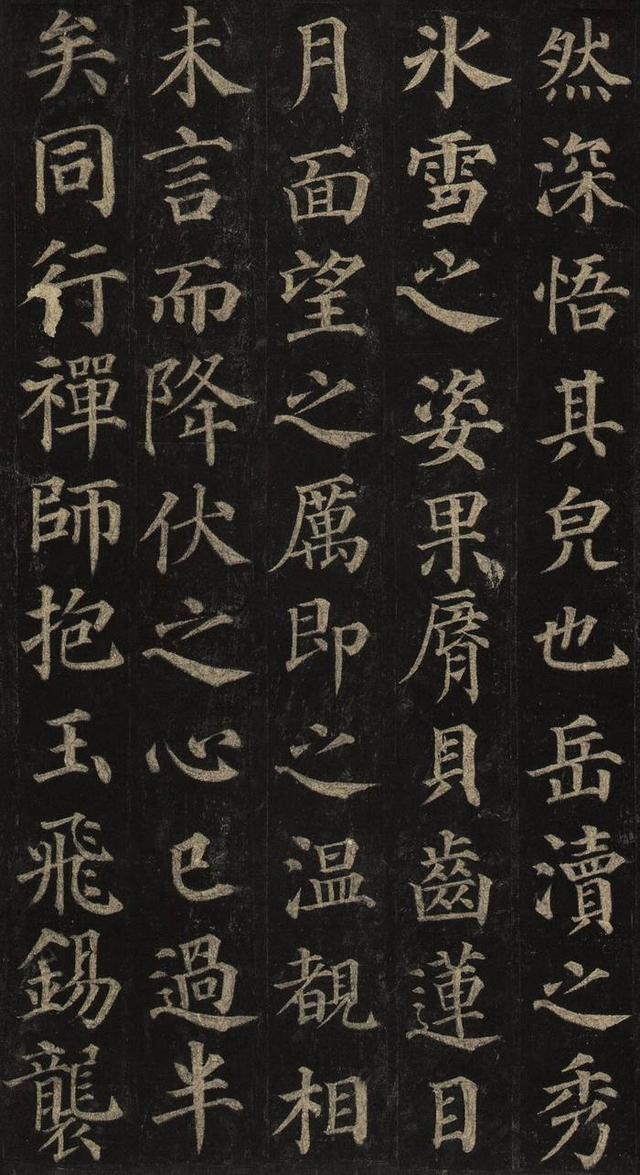 然深悟其皃也岳瀆之秀
氷雪之姿果脣貝齒蓮目
月面望之厲即之温覩相
未言而降伏之心已過半
矣同行禪師抱玉飛錫襲